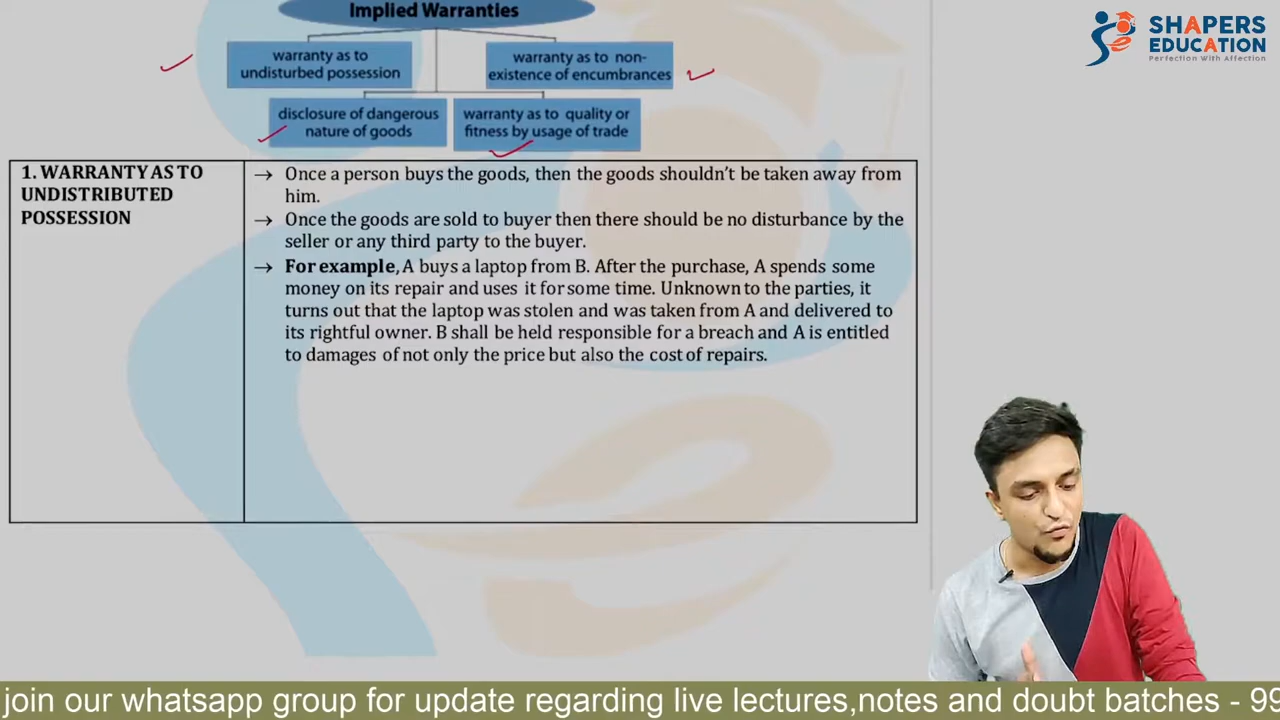 Implied Warranties
SHAPERS
EDUCATION
Perfection With Affection
warranty as to
undisturbed possession
warranty as to non-
existence of encumbrances
disclosure of dangerous
nature of goods
warranty as to quality or
fitness by usage of trade
1. WARRANTY AS TO
UNDISTRIBUTED
POSSESSION
→ Once a person buys the goods, then the goods shouldn't be taken away from
him.
→ Once the goods are sold to buyer then there should be no disturbance by the
seller or any third party to the buyer.
→ For example, A buys a laptop from B. After the purchase, A spends some
money on its repair and uses it for some time. Unknown to the parties, it
turns out that the laptop was stolen and was taken from A and delivered to
its rightful owner. B shall be held responsible for a breach and A is entitled
to damages of not only the price but also the cost of repairs.
join our whatsapp group for update regarding live lectures,notes and doubt batches - 99